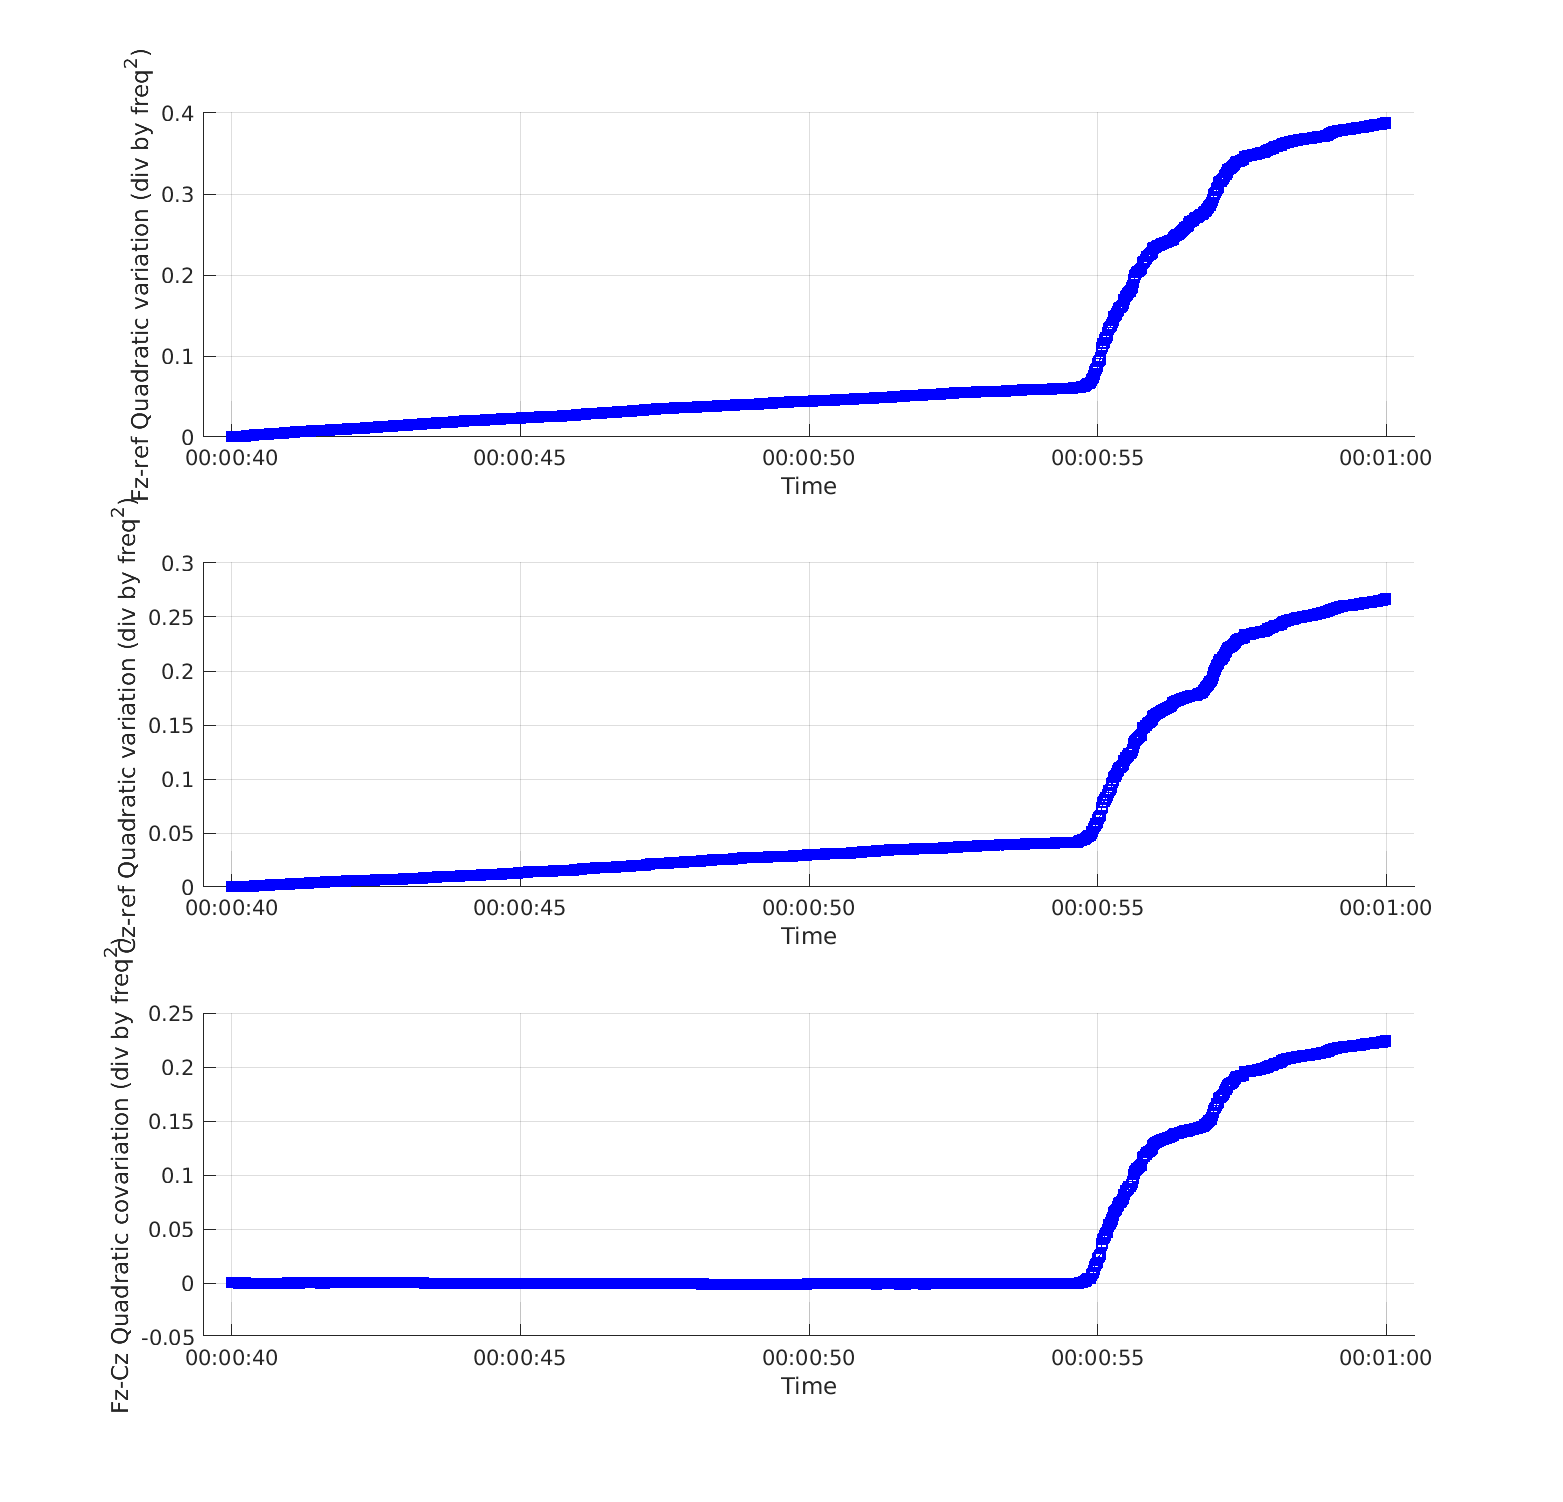 Fz-ref Quadratic variation (div by freq²)
0.4
0.3
0.2
0.1
0
00:00:40 00:00:45 00:00:50 00:00:55 00:01:00
Time
Cz-ref Quadratic variation (div by freq²)
0.3
0.25
0.2
0.15
0.1
0.05
0
00:00:40 00:00:45 00:00:50 00:00:55 00:01:00
Time
Fz-Cz Quadratic covariation (div by freq²)
0.25
0.2
0.15
0.1
0.05
0
-0.05
00:00:40 00:00:45 00:00:50 00:00:55 00:01:00
Time